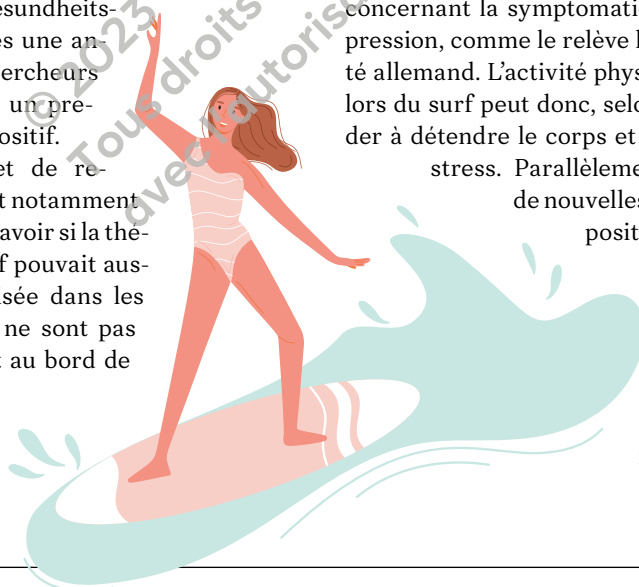 esundheits-
es une an-
ercheurs
un pre-
ositif.
et de re-
t notamment
avoir si la thé-
f pouvait aus-
isée dans les
ne sont pas
t au bord de
concernant la symptomati
pression, comme le relève l
té allemand. L’activité phys
lors du surf peut donc, selo
der à détendre le corps et
stress. Parallèleme
de nouvelles
posit
© 2023
Tous droits
avec l'autoris